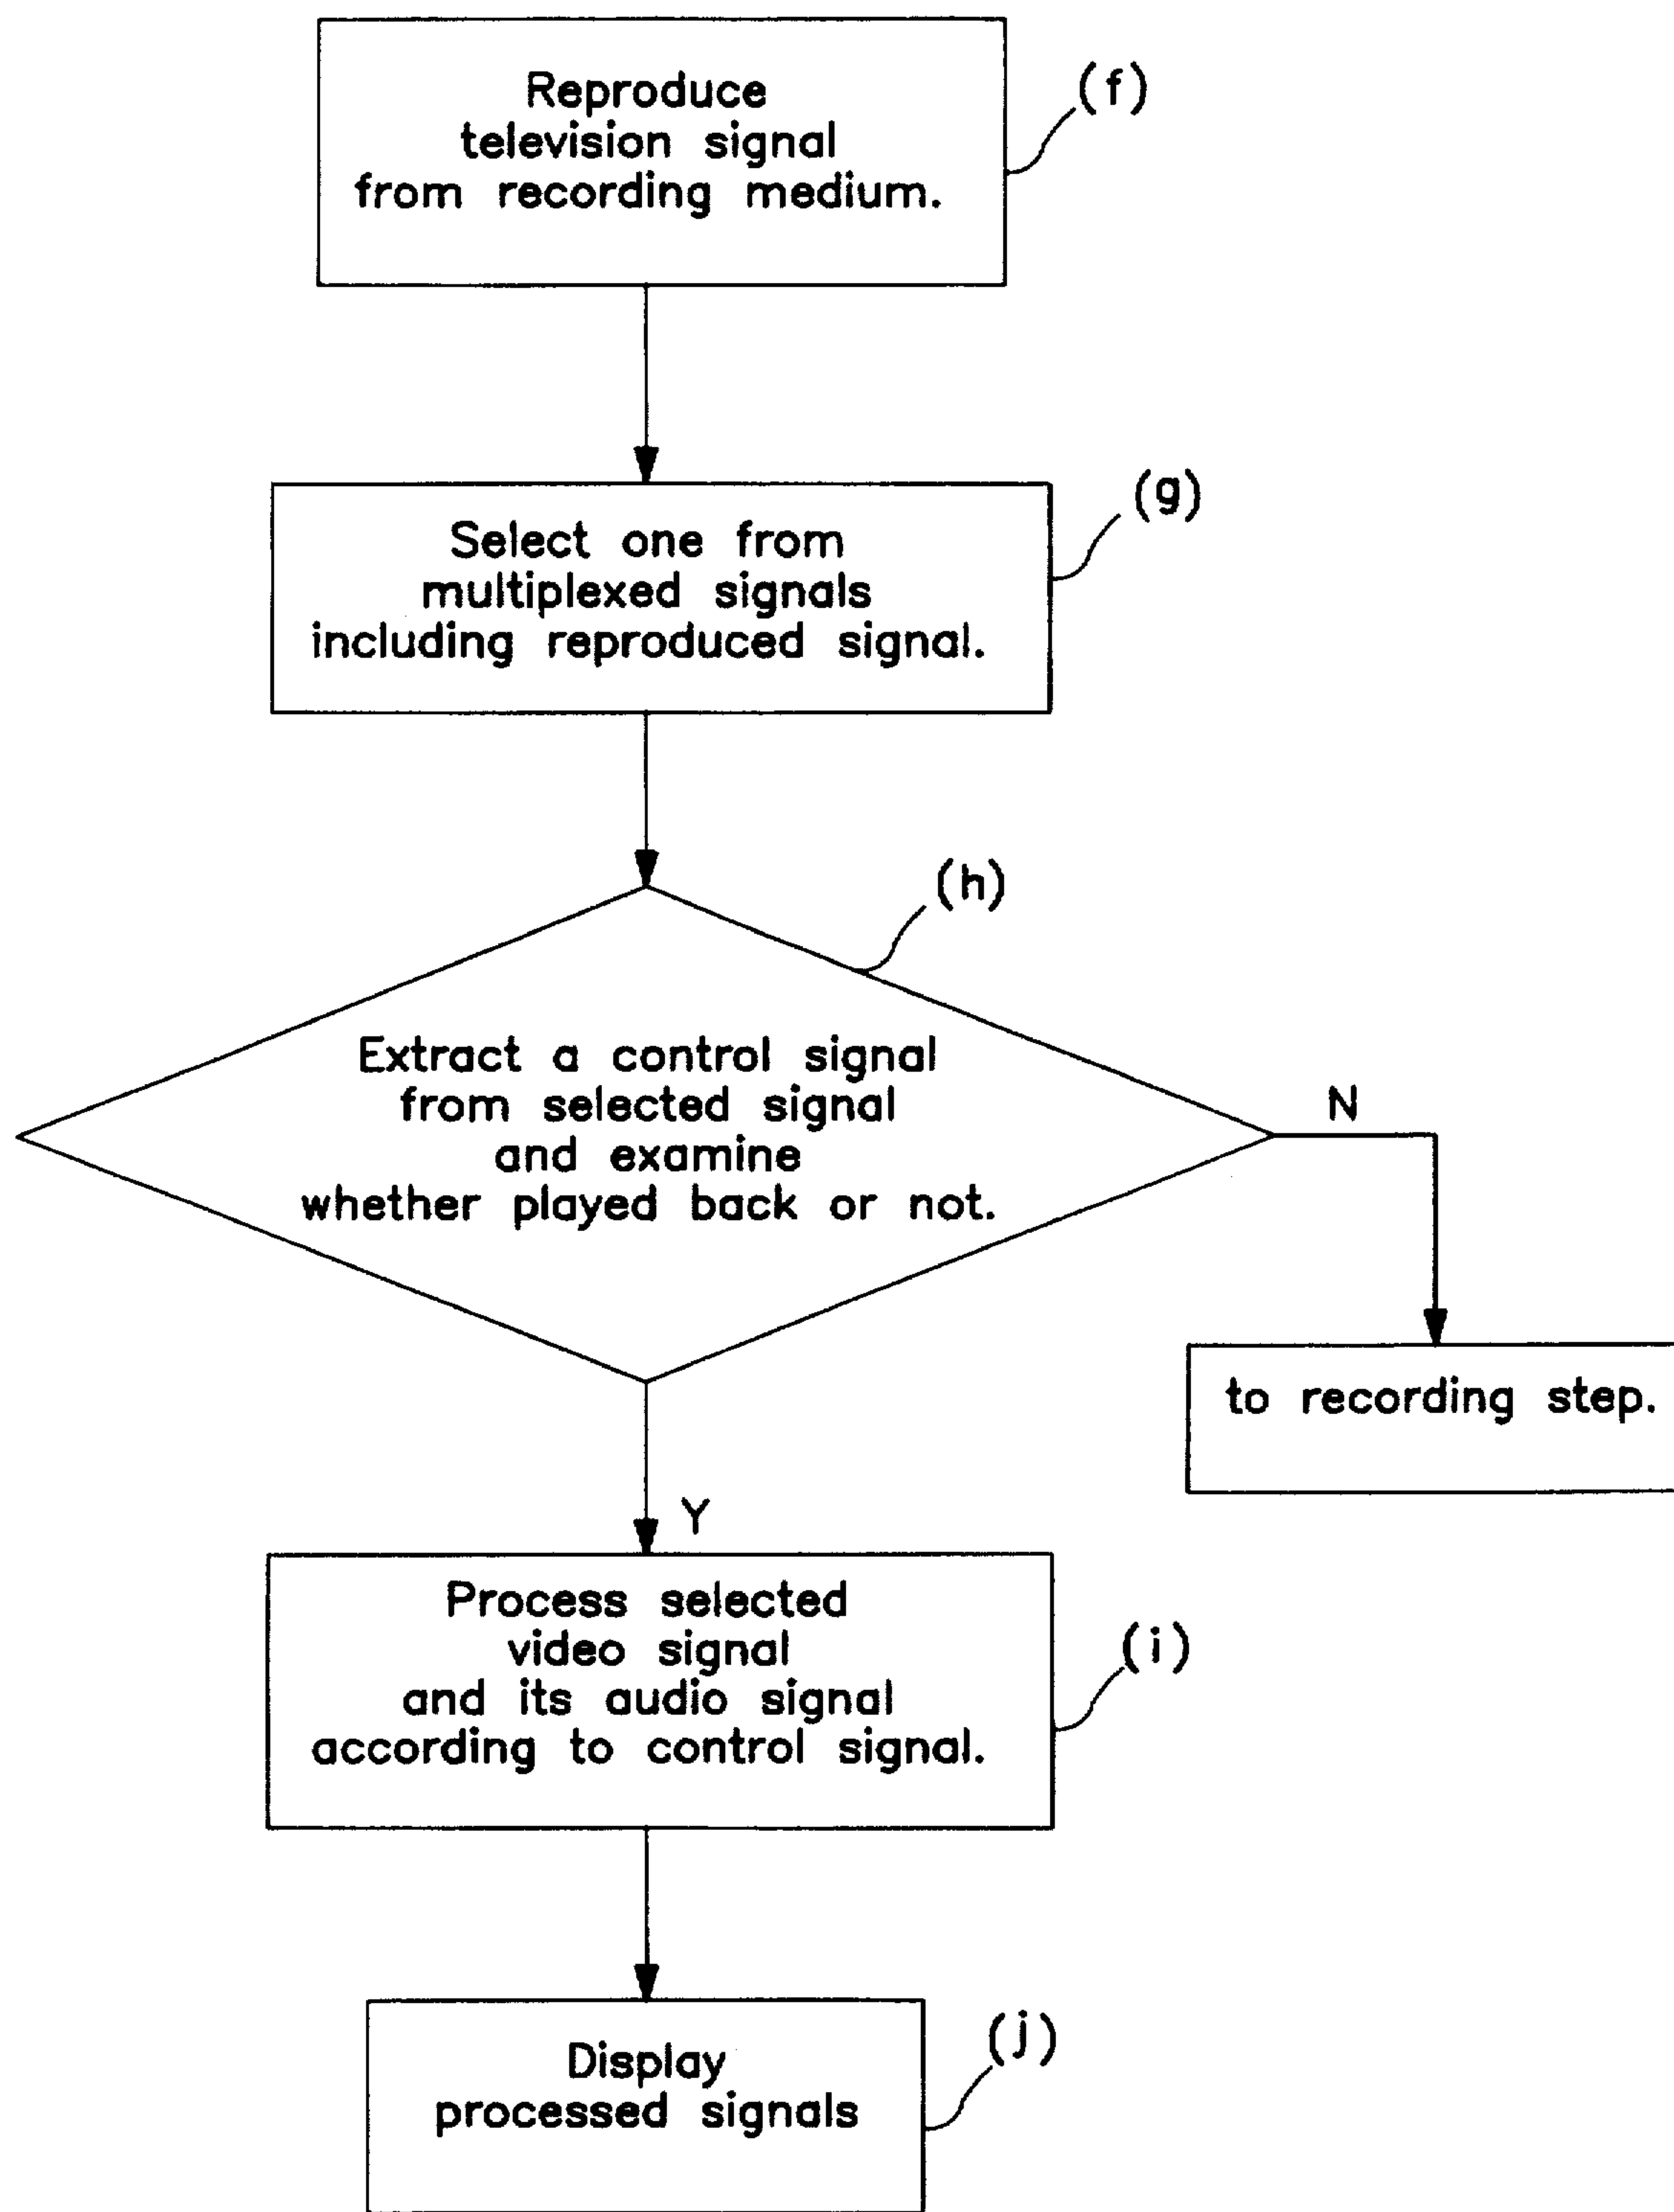 Reproduce
television signal
from recording medium.
(f)
Select one from
multiplexed signals
including reproduced signal.
(g)
(h)
Extract a control signal
from selected signal
and examine
whether played back or not.
N
to recording step.
Y
Process selected
video signal
and its audio signal
according to control signal.
(i)
Display
processed signals
(j)